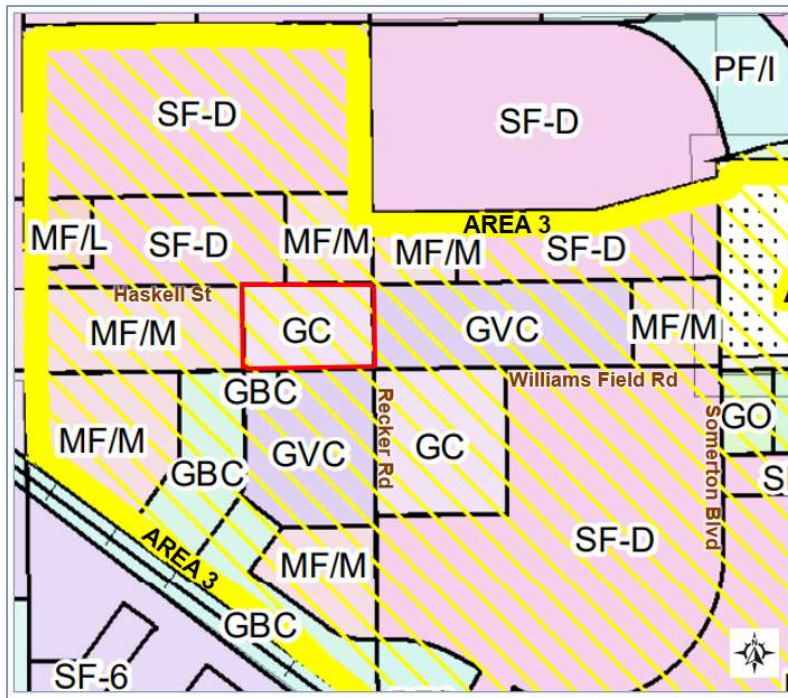 SF-D
SF-D
PF/I
AREA 3
MF/L
SF-D
MF/M
MF/M
SF-D
Haskell St
MF/M
GC
GVC
MF/M
Williams Field Rd
GBC
MF/M
GBC
GVC
Recker Rd
GC
Somerton Blvd
GO
SF-D
AREA 3
MF/M
GBC
SF-6